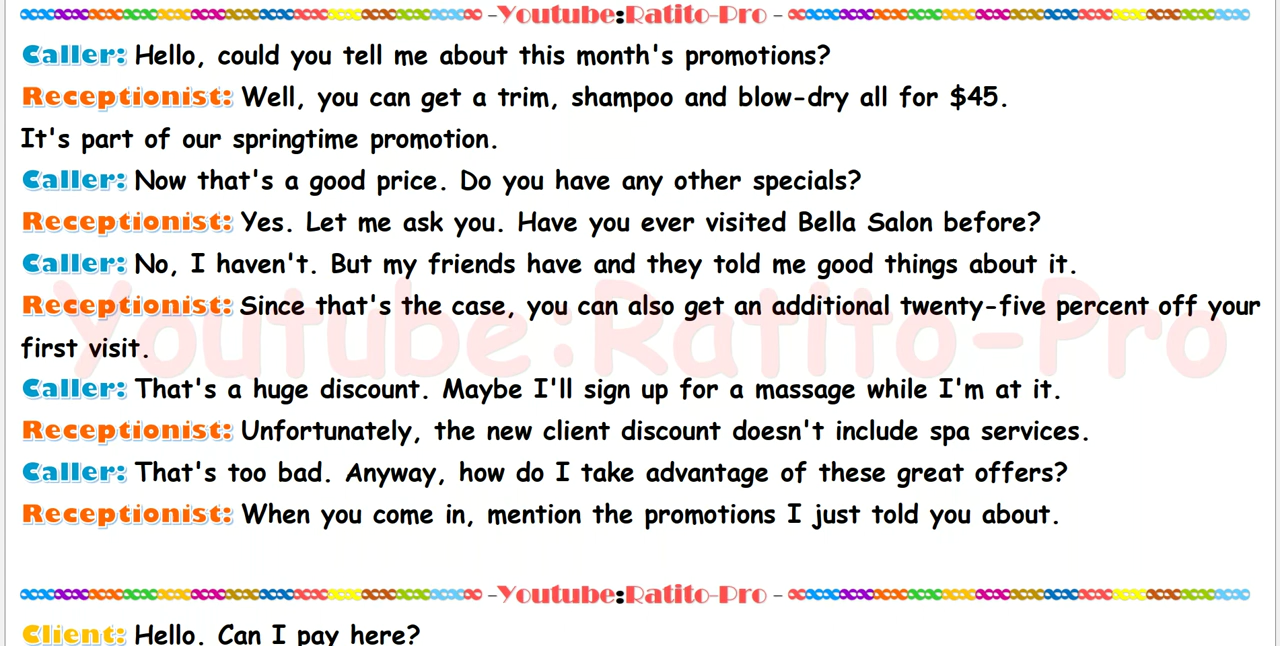 -Youtube:Ratito-Pro -
Caller: Hello, could you tell me about this month's promotions?
Receptionist: Well, you can get a trim, shampoo and blow-dry all for $45.
It's part of our springtime promotion.
Caller: Now that's a good price. Do you have any other specials?
Receptionist: Yes. Let me ask you. Have you ever visited Bella Salon before?
Caller: No, I haven't. But my friends have and they told me good things about it.
Receptionist: Since that's the case, you can also get an additional twenty-five percent off your
first visit.
Youtube:Ratito-Pro
Caller: That's a huge discount. Maybe I'll sign up for a massage while I'm at it.
Receptionist: Unfortunately, the new client discount doesn't include spa services.
Caller: That's too bad. Anyway, how do I take advantage of these great offers?
Receptionist: When you come in, mention the promotions I just told you about.
-Youtube:Ratito-Pro -
Client: Hello. Can I pay here?